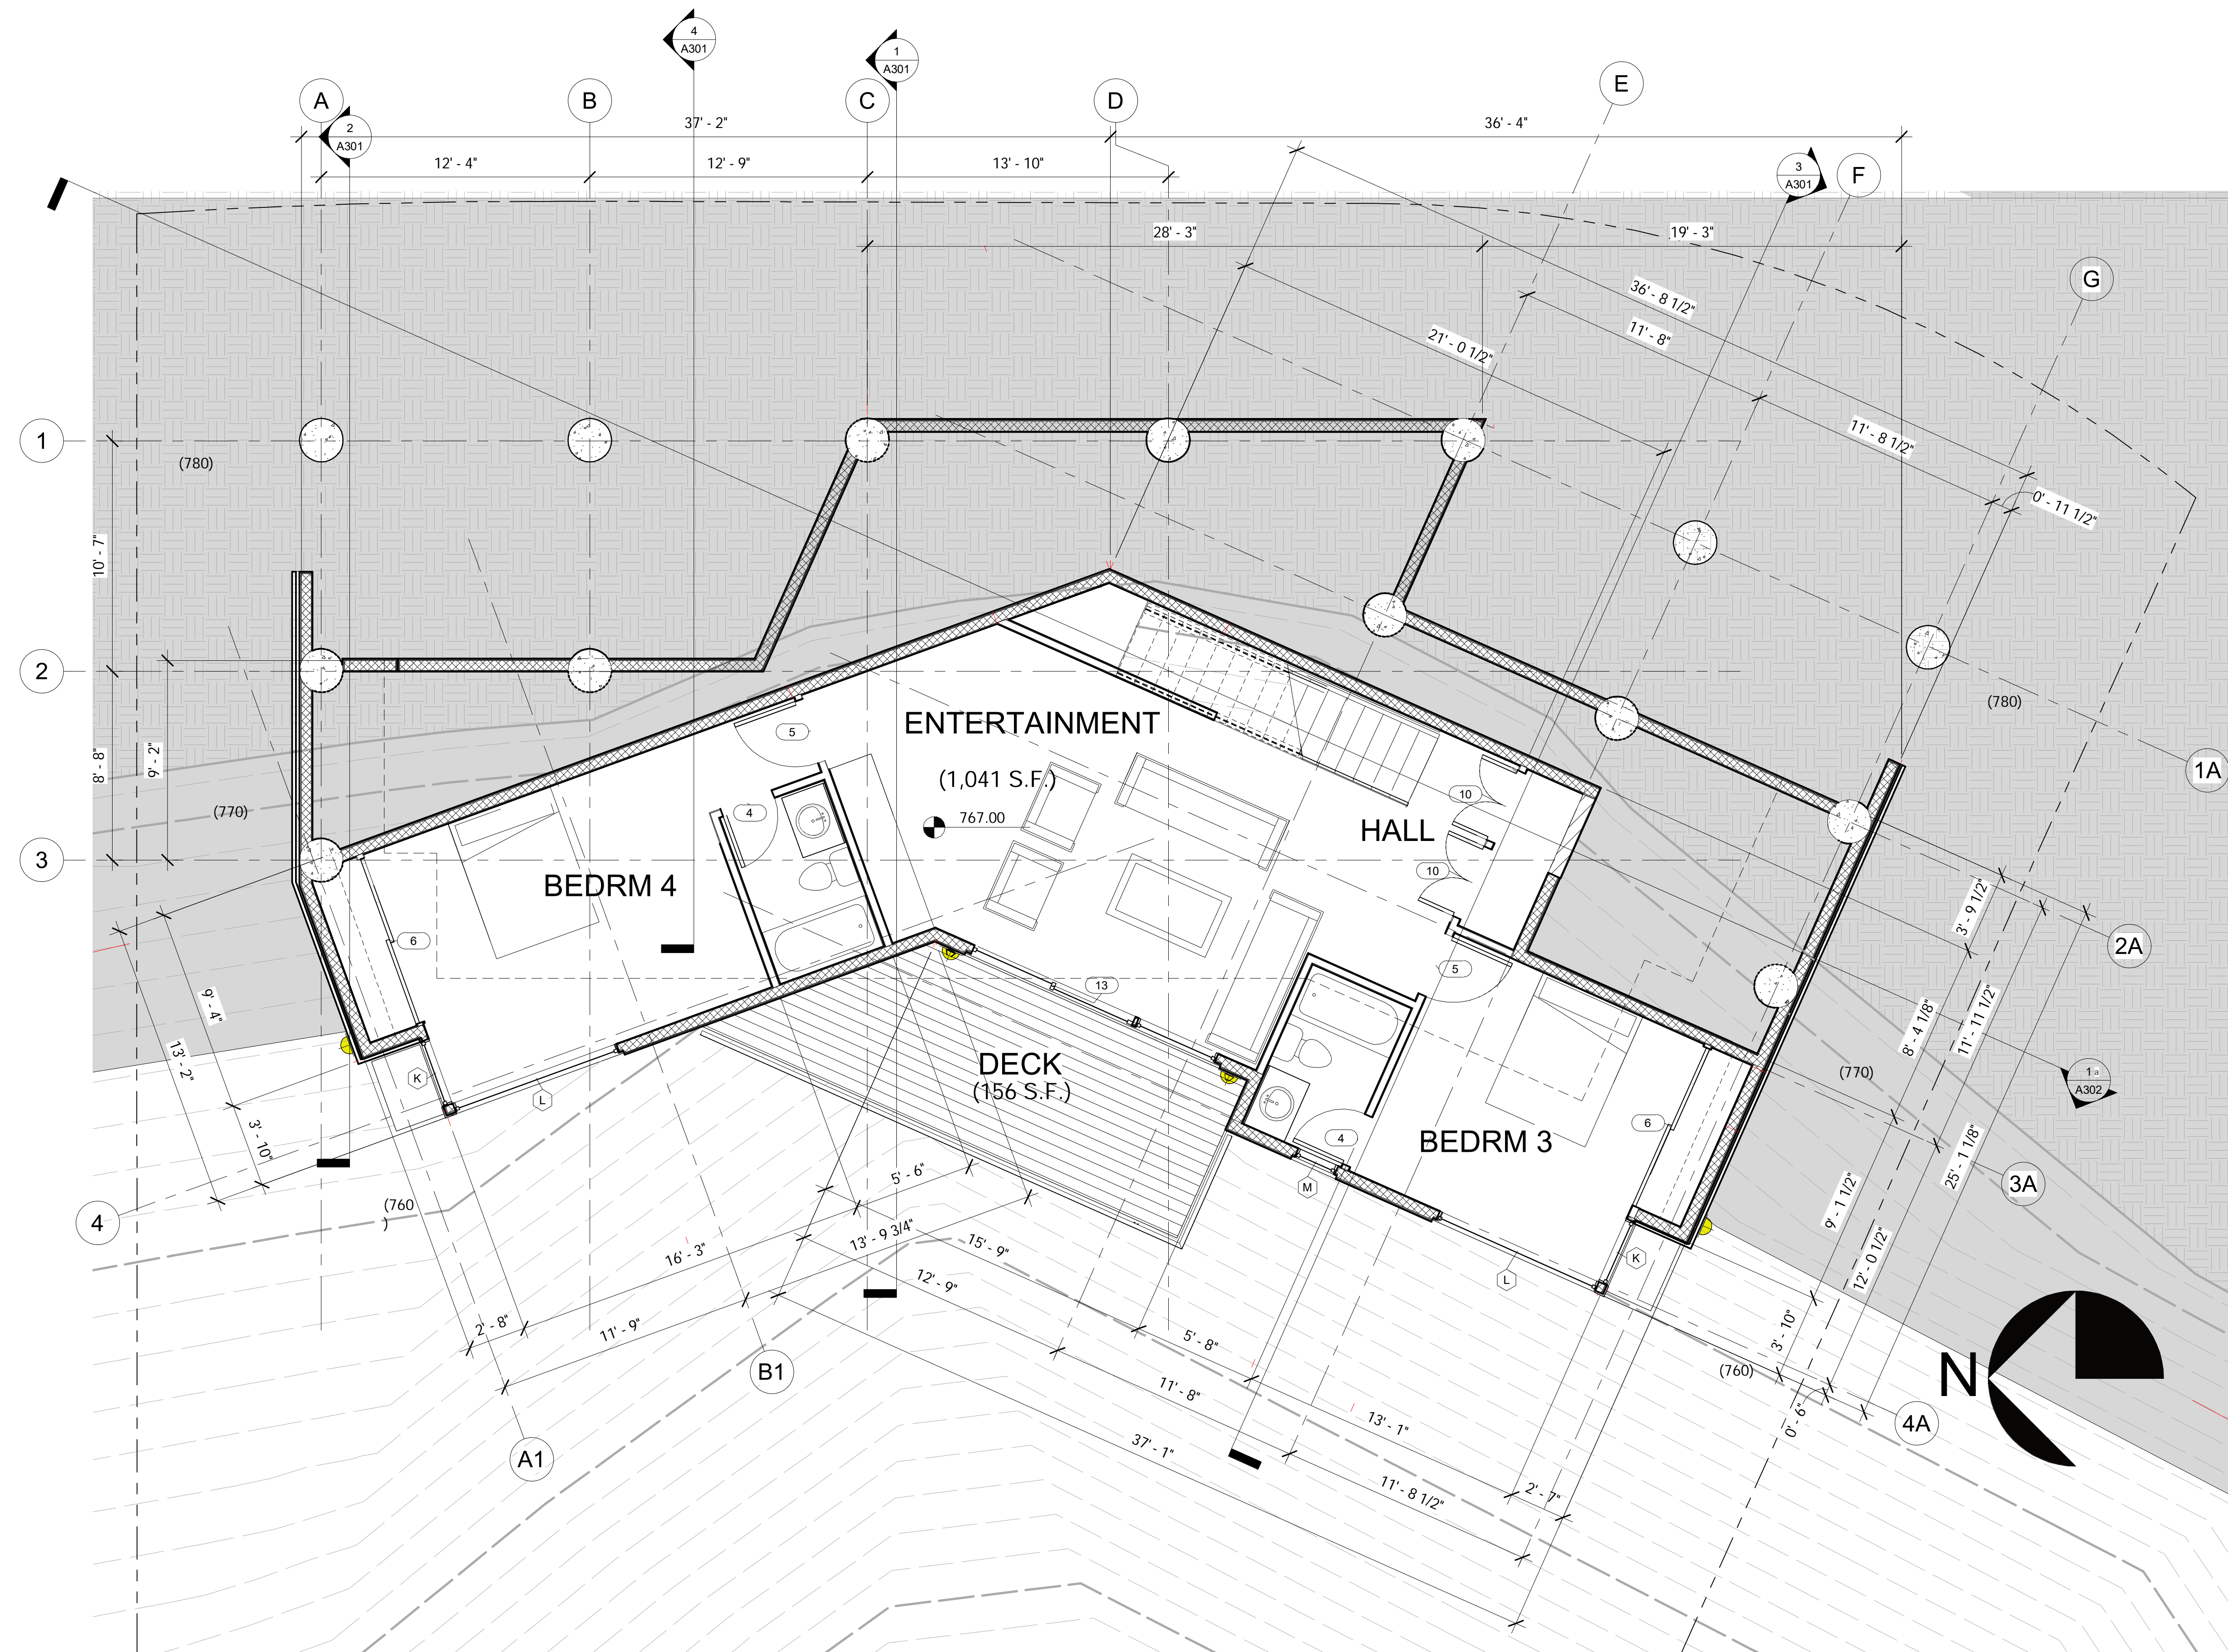 4
A301
1
A301
E
A
B
C
D
2
A301
37' - 2"
36' - 4"
12' - 4"
12' - 9"
13' - 10"
3
A301
F
28' - 3"
19' - 3"
G
36' - 8 1/2"
11' - 8"
21' - 0 1/2"
11' - 8 1/2"
0' - 11 1/2"
1
(780)
10' - 7"
2
(780)
ENTERTAINMENT
5
8' - 8"
9' - 2"
1A
(1,041 S.F.)
10
(770)
4
767.00
HALL
3
10
BEDRM 4
3' - 9 1/2"
6
2A
5
13
9' - 4"
8' - 4 1/8"
11' - 11 1/2"
13' - 2"
DECK
(156 S.F.)
K
L
(770)
1 a
A302
6
3' - 10"
4
BEDRM 3
25' - 1 1/8"
5' - 6"
M
3A
(760
)
4
9' - 1 1/2"
13' - 9 3/4"
16' - 3"
15' - 9"
12' - 9"
K
L
12' - 0 1/2"
2' - 8"
11' - 9"
5' - 8"
3' - 10"
B1
11' - 8"
(760)
N
13' - 1"
0' - 6"
4A
37' - 1"
A1
11' - 8 1/2"
2' - 7"